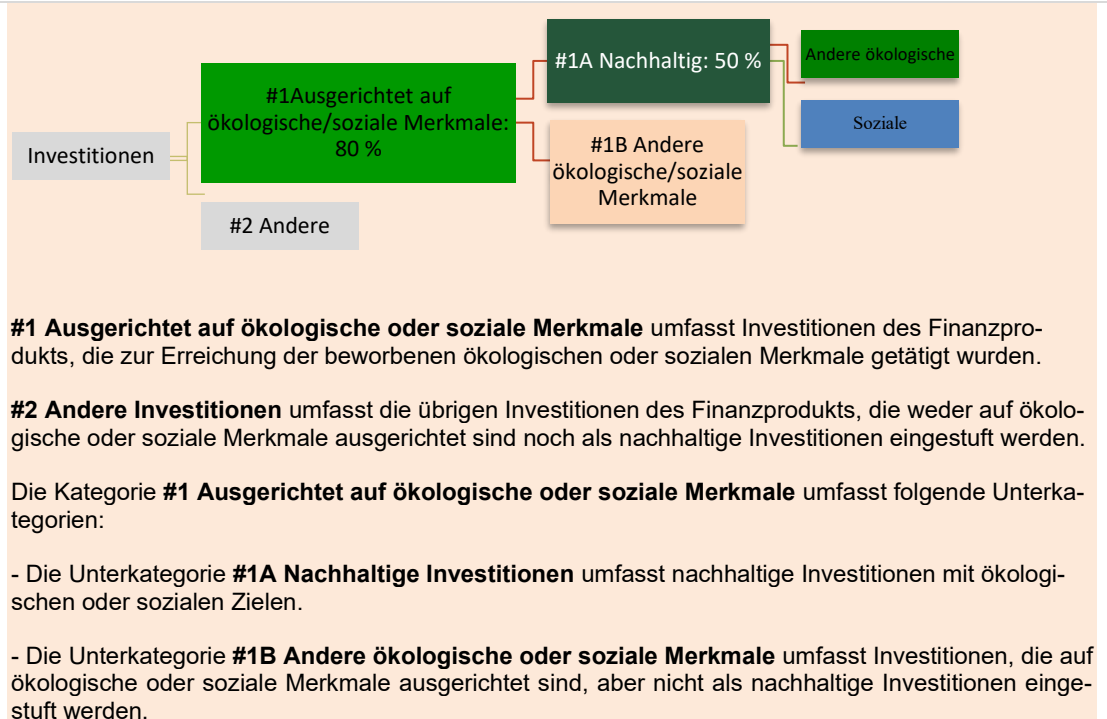 #1A Nachhaltig: 50 %
Andere ökologische
#1Ausgerichtet auf
ökologische/soziale Merkmale:
80 %
Soziale
Investitionen
#1B Andere
ökologische/soziale
Merkmale
#2 Andere
#1 Ausgerichtet auf ökologische oder soziale Merkmale umfasst Investitionen des Finanzpro-
dukts, die zur Erreichung der beworbenen ökologischen oder sozialen Merkmale getätigt wurden.
#2 Andere Investitionen umfasst die übrigen Investitionen des Finanzprodukts, die weder auf ökolo-
gische oder soziale Merkmale ausgerichtet sind noch als nachhaltige Investitionen eingestuft werden.
Die Kategorie #1 Ausgerichtet auf ökologische oder soziale Merkmale umfasst folgende Unterka-
tegorien:
- Die Unterkategorie #1A Nachhaltige Investitionen umfasst nachhaltige Investitionen mit ökologi-
schen oder sozialen Zielen.
- Die Unterkategorie #1B Andere ökologische oder soziale Merkmale umfasst Investitionen, die auf
ökologische oder soziale Merkmale ausgerichtet sind, aber nicht als nachhaltige Investitionen einge-
stuft werden.